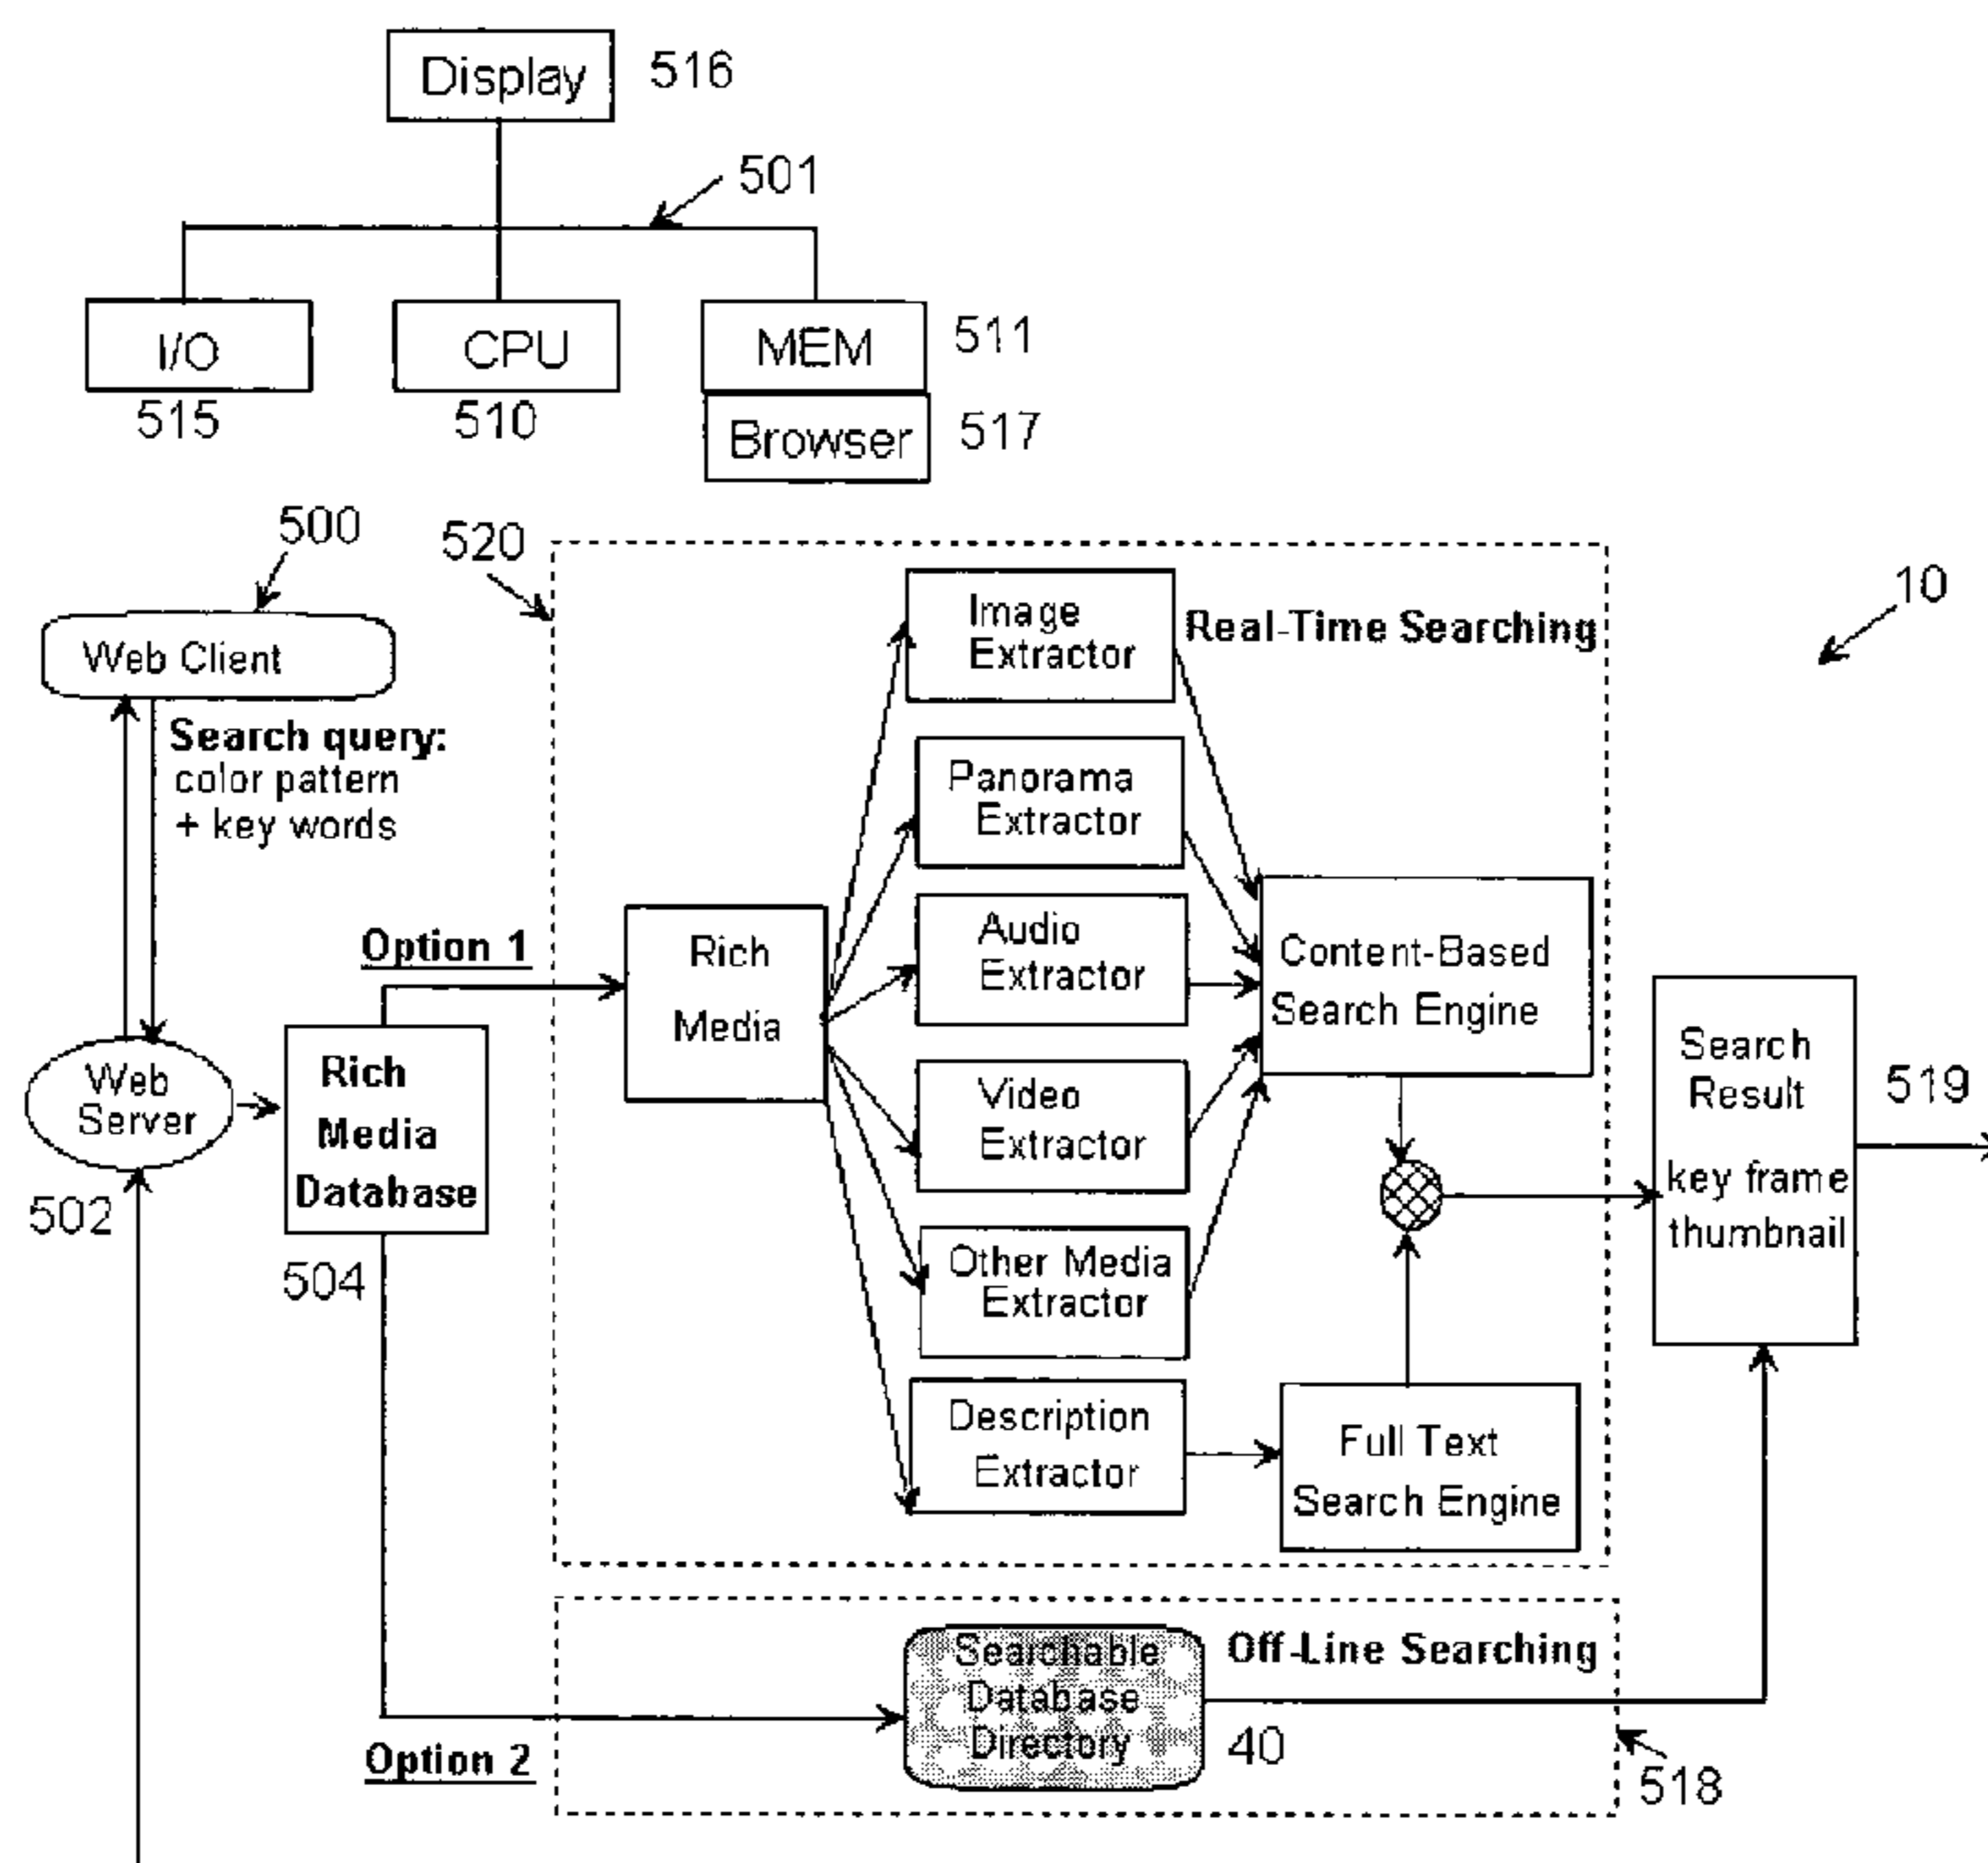 Display
516
501
I/O
CPU
MEM
511
515
510
Browser
517
500
520
10
Web Client
Search query:
color pattern
+ key words
Image
Extractor
Real-Time Searching
Panorama
Extractor
Option 1
Rich
Media
Audio
Extractor
Content-Based
Search Engine
Web
Server
502
Rich
Media
Database
504
Video
Extractor
Search
Result
key frame
thumbnail
519
Other Media
Extractor
Description
Extractor
Full Text
Search Engine
Option 2
Searchable
Database
Directory
Off-Line Searching
40
518